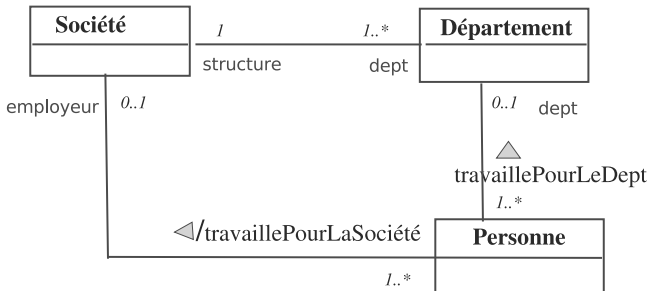 Société
1
1..*
Département
structure
dept
employeur
0..1
0..1
dept
travaillePourLeDept
1..*
/travaillePourLaSociété
Personne
1..*